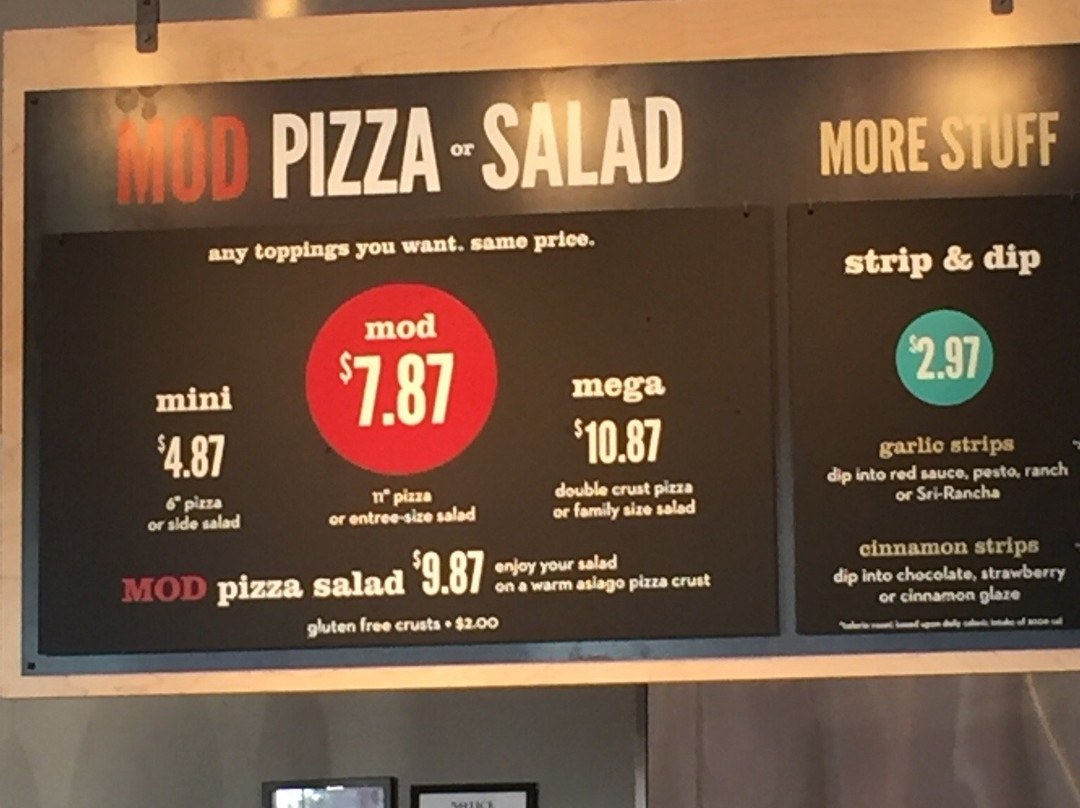 MOD PIZZA or SALAD
any toppings you want. same price.
mini
$4.87
6" pizza
or side salad
mod
$7.87
11" pizza
or entree-size salad
mega
$10.87
double crust pizza
or family size salad
MOD pizza salad $9.87 enjoy your salad
on a warm asiago pizza crust
gluten free crusts • $2.00
MORE STUFF
strip & dip
$2.97
garlic strips
dip into red sauce, pesto, ranch
or Sri-Rancha
cinnamon strips
dip into chocolate, strawberry
or cinnamon glaze
NOTICE